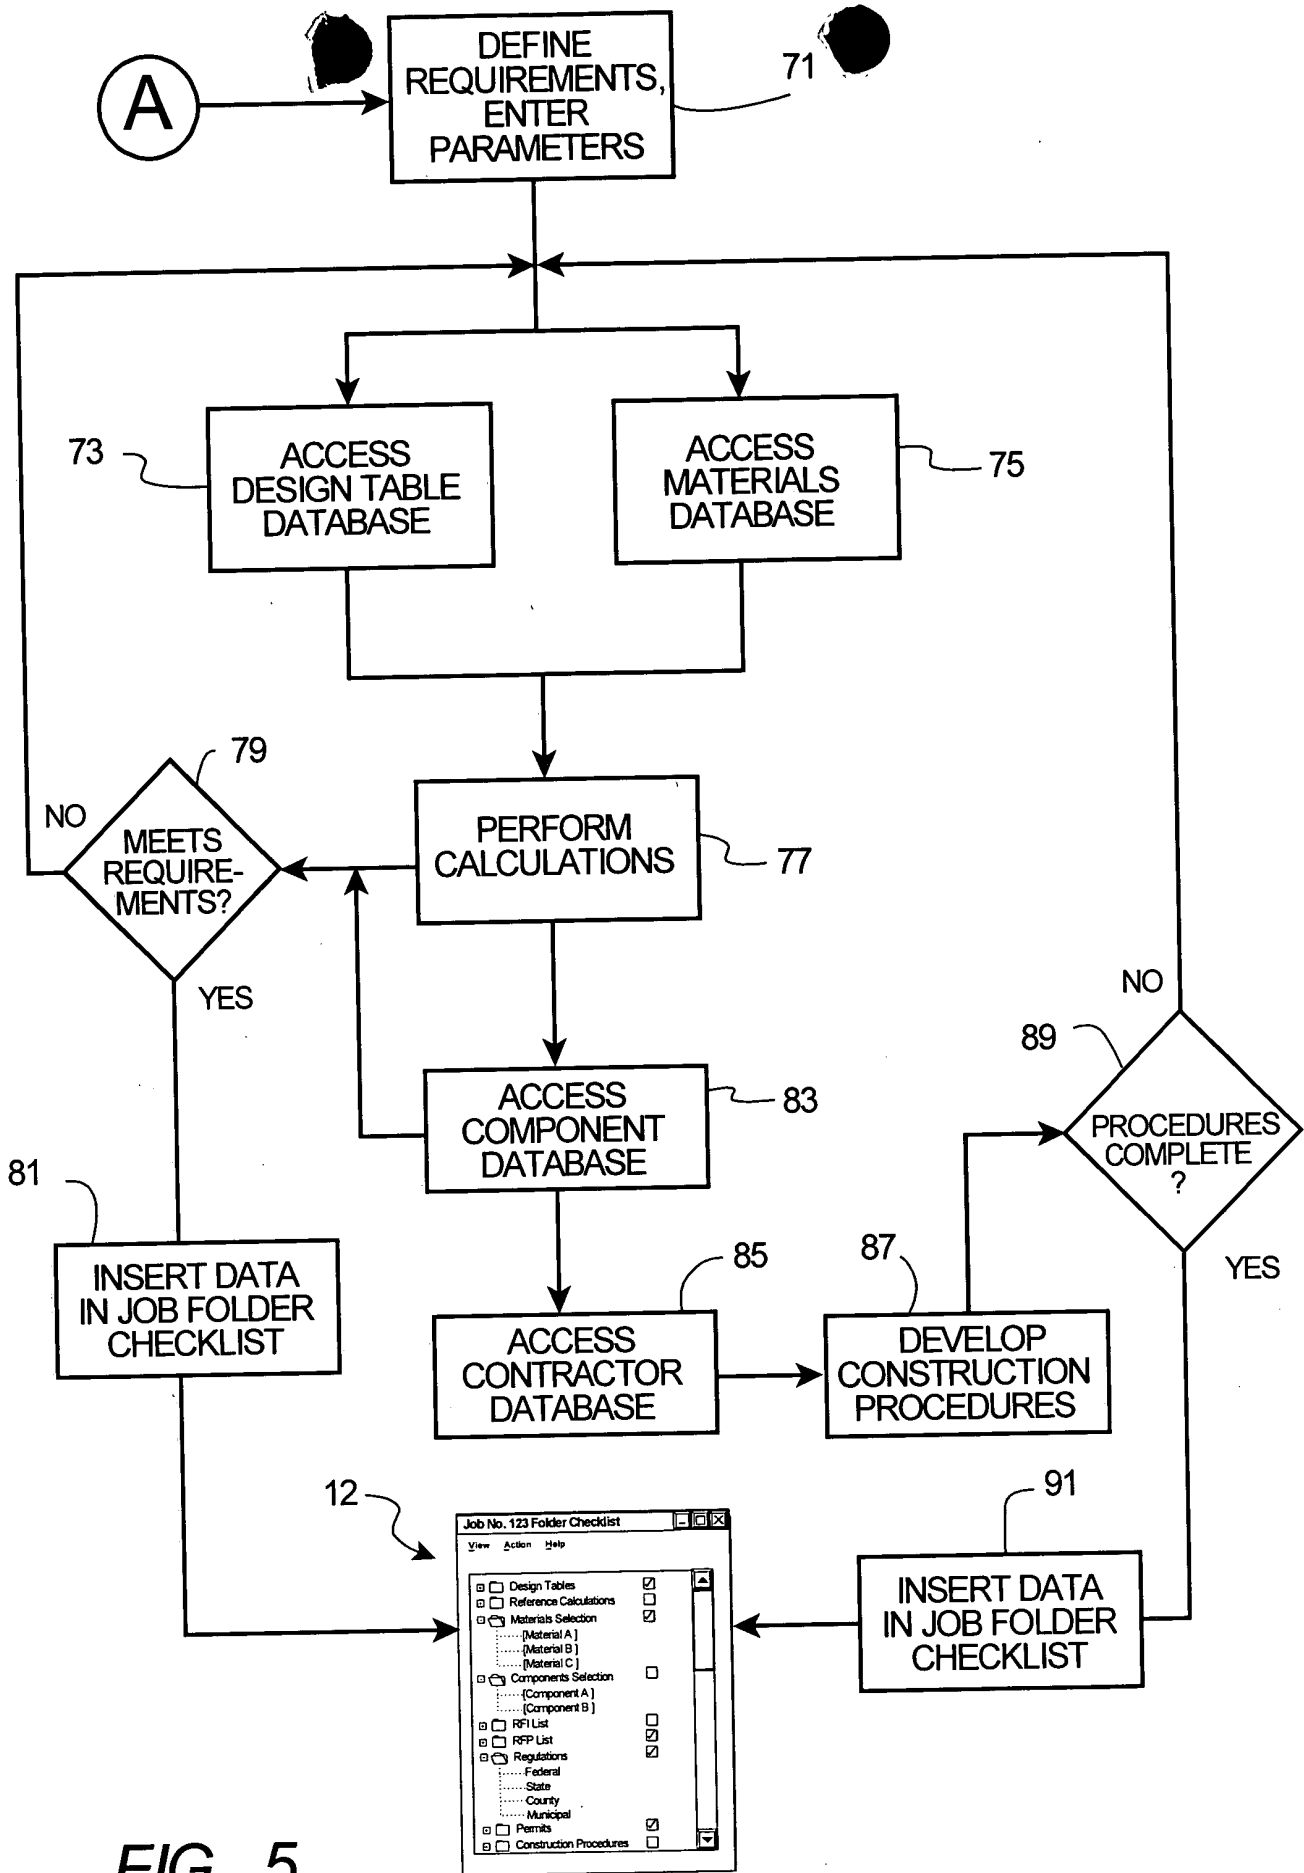 A
DEFINE
REQUIREMENTS,
ENTER
PARAMETERS
71
73
ACCESS
DESIGN TABLE
DATABASE
ACCESS
MATERIALS
DATABASE
75
79
NO
MEETS
REQUIRE-
MENTS?
YES
PERFORM
CALCULATIONS
77
NO
89
PROCEDURES
COMPLETE
?
YES
ACCESS
COMPONENT
DATABASE
83
81
INSERT DATA
IN JOB FOLDER
CHECKLIST
85
ACCESS
CONTRACTOR
DATABASE
87
DEVELOP
CONSTRUCTION
PROCEDURES
12
91
INSERT DATA
IN JOB FOLDER
CHECKLIST
Job No. 123 Folder Checklist
View Action Help
Design Tables
Reference Calculations
Materials Selection
[Material A ]
[Material B ]
[Material C ]
Components Selection
[Component A ]
[Component B ]
RFI List
RFP List
Regulations
Federal
State
County
Municipal
Permits
Construction Procedures
FIG. 5